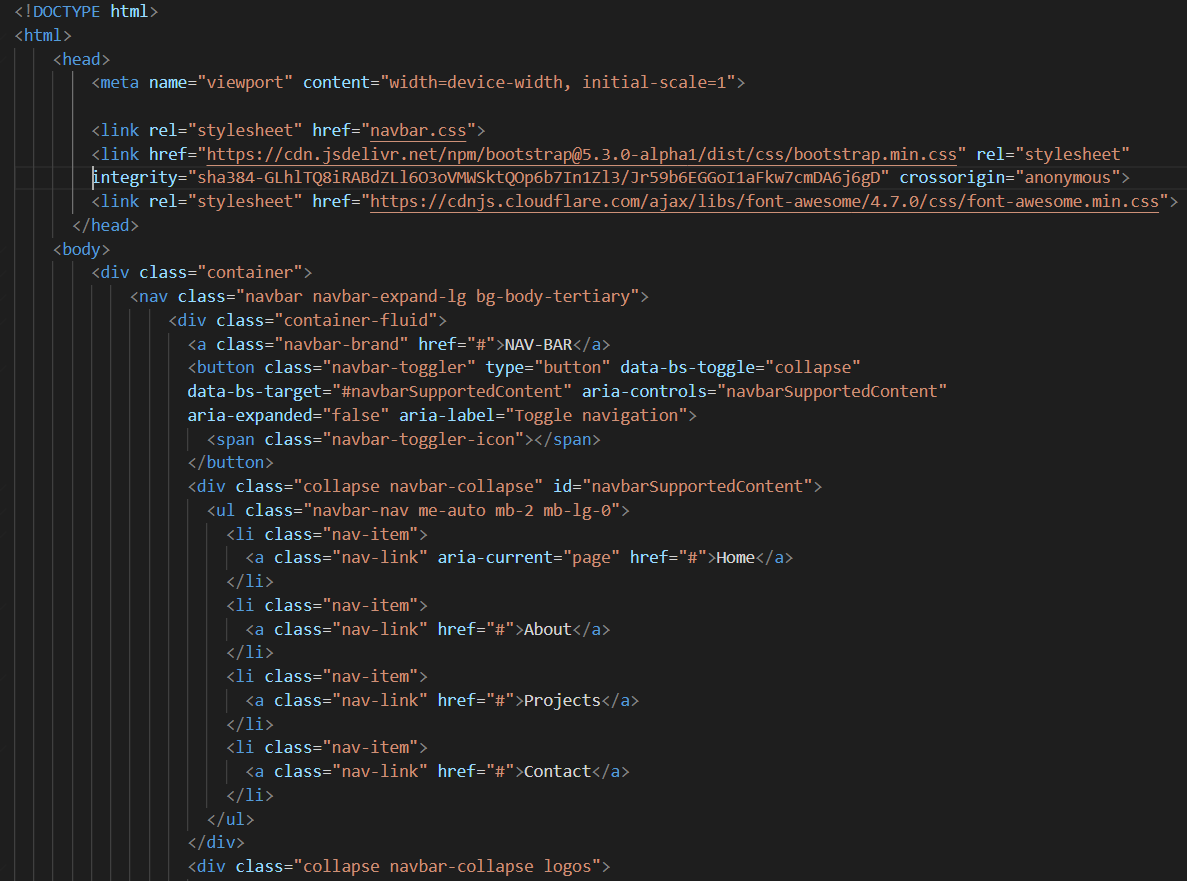 <!DOCTYPE html>
<html>
<head>
<meta name="viewport" content="width=device-width, initial-scale=1">
<link rel="stylesheet" href="navbar.css">
<link href="https://cdn.jsdelivr.net/npm/bootstrap@5.3.0-alpha1/dist/css/bootstrap.min.css" rel="stylesheet"
integrity="sha384-GLhlTQ8iRABdZLl6O3oVMWSktQOp6b7In1Zl3/Jr59b6EGGoI1aFkw7cmDA6j6gD" crossorigin="anonymous">
<link rel="stylesheet" href="https://cdnjs.cloudflare.com/ajax/libs/font-awesome/4.7.0/css/font-awesome.min.css">
</head>
<body>
<div class="container">
<nav class="navbar navbar-expand-lg bg-body-tertiary">
<div class="container-fluid">
<a class="navbar-brand" href="#">NAV-BAR</a>
<button class="navbar-toggler" type="button" data-bs-toggle="collapse"
data-bs-target="#navbarSupportedContent" aria-controls="navbarSupportedContent"
aria-expanded="false" aria-label="Toggle navigation">
<span class="navbar-toggler-icon"></span>
</button>
<div class="collapse navbar-collapse" id="navbarSupportedContent">
<ul class="navbar-nav me-auto mb-2 mb-lg-0">
<li class="nav-item">
<a class="nav-link" aria-current="page" href="#">Home</a>
</li>
<li class="nav-item">
<a class="nav-link" href="#">About</a>
</li>
<li class="nav-item">
<a class="nav-link" href="#">Projects</a>
</li>
<li class="nav-item">
<a class="nav-link" href="#">Contact</a>
</li>
</ul>
</div>
<div class="collapse navbar-collapse logos">